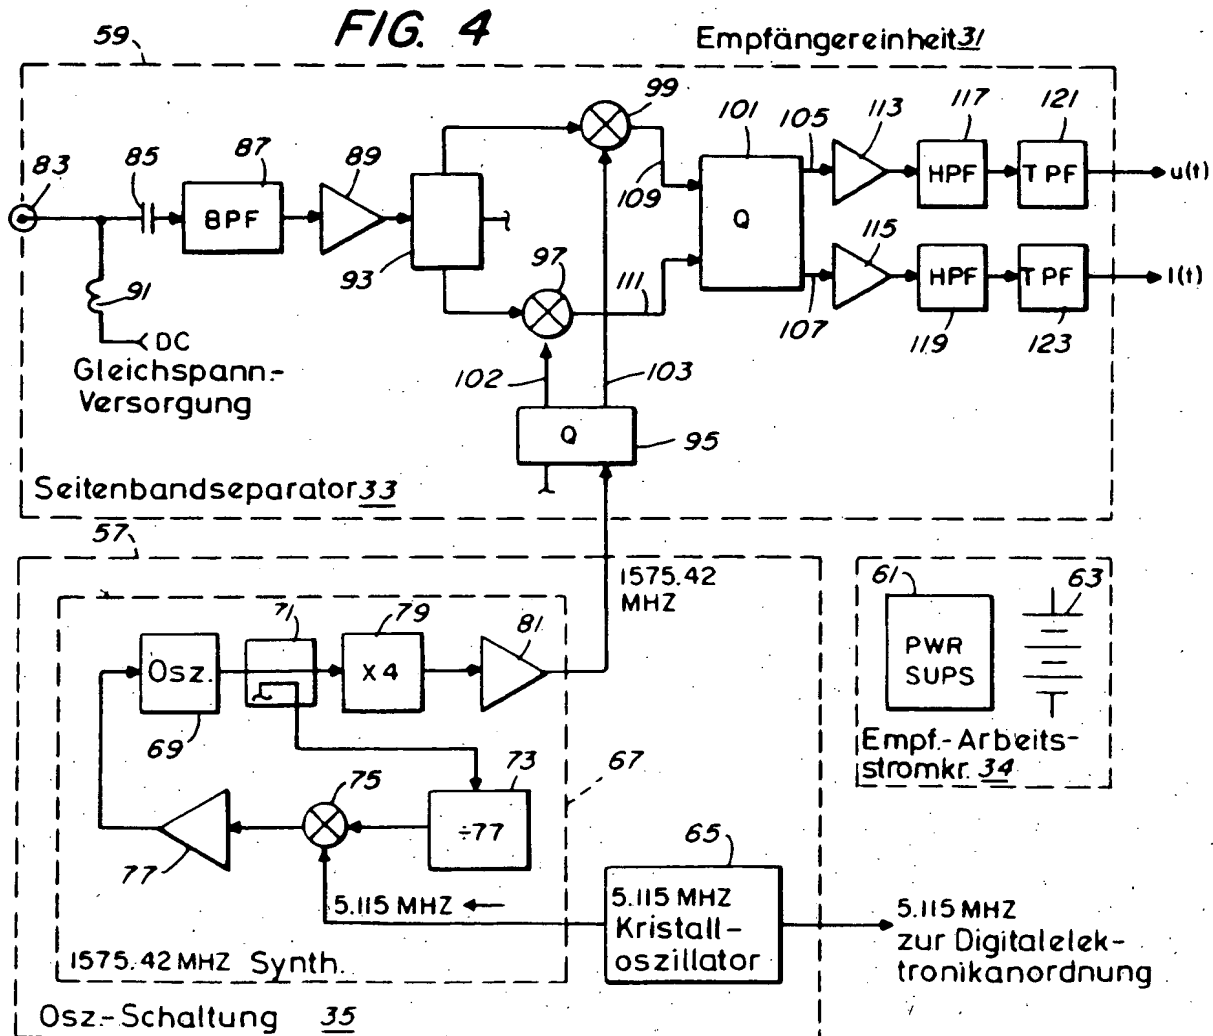 FIG. 4
Empfängereinheit 31
59
99
101
105
113
117
121
83
85
87
89
BPF
HPF
TPF
u(t)
109
Q
93
97
111
107
115
HPF
TPF
l(t)
119
123
91
DC
Gleichspann.-
Versorgung
102
103
Q
95
Seitenbandseparator 33
57
1575.42
MHZ
61
63
PWR
SUPS
Empf.-Arbeits-
stromkr. 34
71
79
81
Osz.
X4
69
67
75
73
÷77
77
65
5.115 MHZ
5.115 MHZ
Kristall-
oszillator
5.115 MHZ
zur Digitalelek-
tronikanordnung
1575.42 MHZ Synth.
Osz.-Schaltung 35